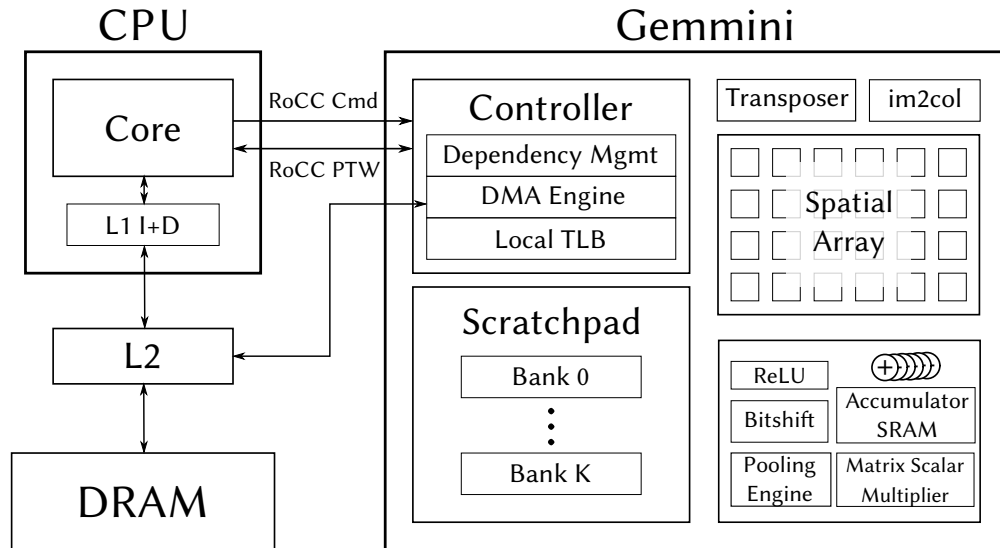 CPU
Core
L1 I+D
L2
DRAM
RoCC Cmd
RoCC PTW
Gemmini
Controller
Dependency Mgmt
DMA Engine
Local TLB
Scratchpad
Bank 0
Bank K
Transposer
im2col
Spatial
Array
ReLU
+
Bitshift
Accumulator
SRAM
Pooling
Engine
Matrix Scalar
Multiplier